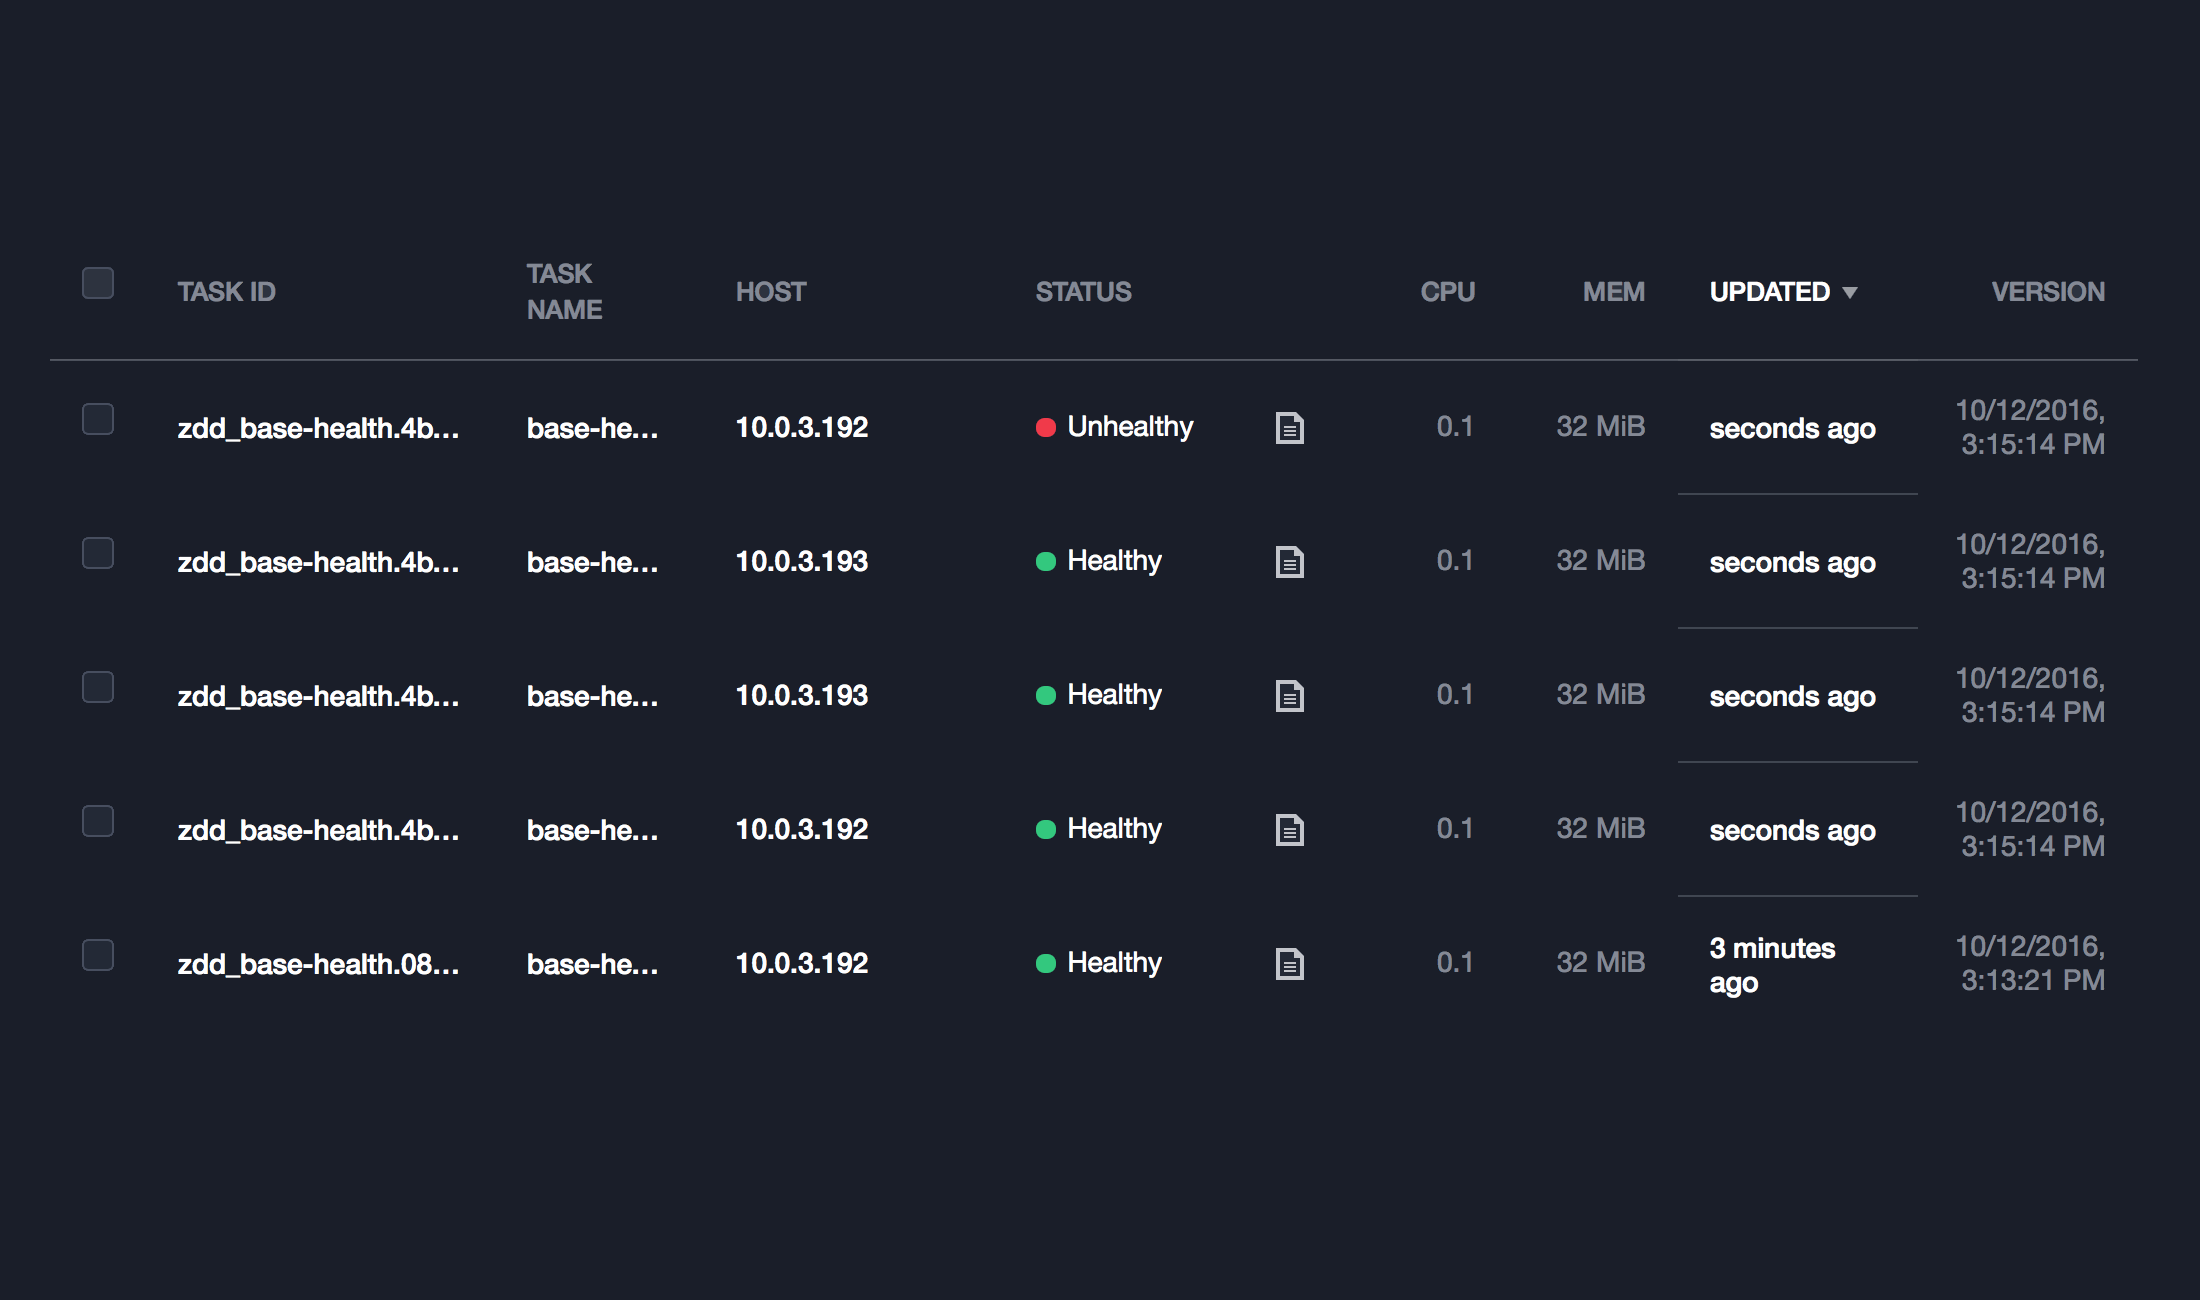 TASK ID TASK NAME HOST STATUS CPU MEM UPDATED VERSION
zdd_base-health.4b... base-he... 10.0.3.192 Unhealthy 0.1 32 MiB seconds ago 10/12/2016, 3:15:14 PM
zdd_base-health.4b... base-he... 10.0.3.193 Healthy 0.1 32 MiB seconds ago 10/12/2016, 3:15:14 PM
zdd_base-health.4b... base-he... 10.0.3.193 Healthy 0.1 32 MiB seconds ago 10/12/2016, 3:15:14 PM
zdd_base-health.4b... base-he... 10.0.3.192 Healthy 0.1 32 MiB seconds ago 10/12/2016, 3:15:14 PM
zdd_base-health.08... base-he... 10.0.3.192 Healthy 0.1 32 MiB 3 minutes ago 10/12/2016, 3:13:21 PM